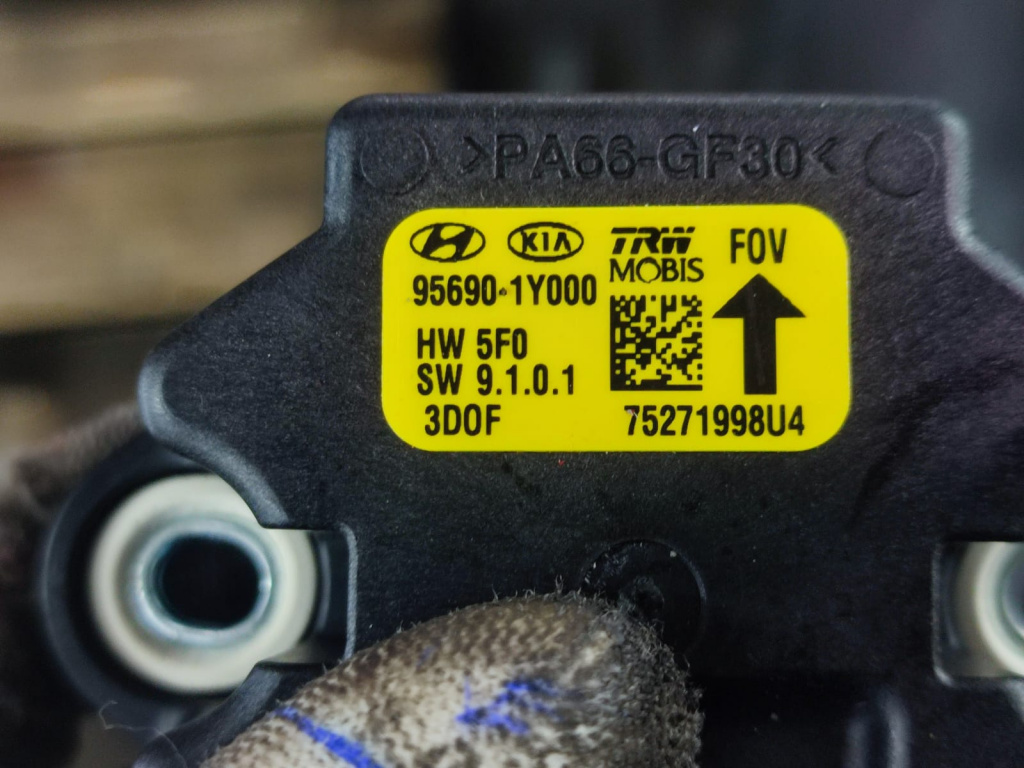 >PA66-GF30<
KIA
TRW
MOBIS
FOV
95690-1Y000
HW 5F0
SW 9.1.0.1
3DOF
75271998U4